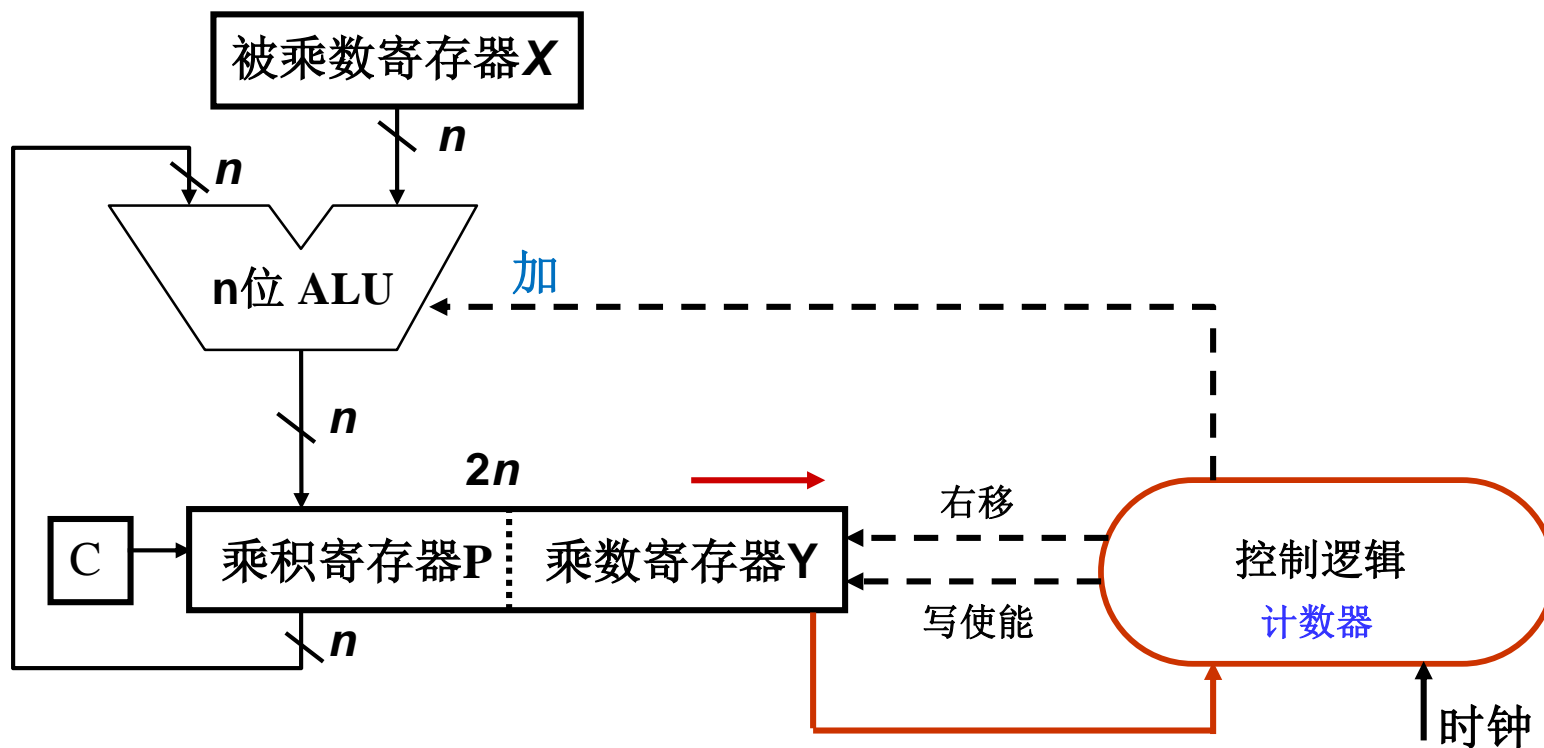 被乘数寄存器X
n
n
n位 ALU
加
n
2n
右移
C
乘积寄存器P
乘数寄存器Y
控制逻辑
写使能
计数器
n
时钟